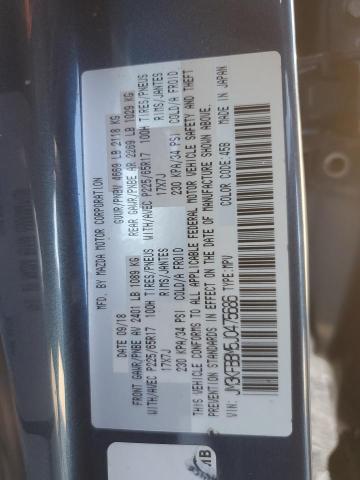 MFD. BY MAZDA MOTOR CORPORATION
DATE 09/18 GVWR/PNBV 4669 LB 2118 KG
FRONT GAWR/PNBE AV 2401 LB 1089 KG REAR GAWR/PNBE AR 2269 LB 1029 KG
WITH/AVEC P225/65R17 100H TIRES/PNEUS WITH/AVEC P225/65R17 100H TIRES/PNEUS
17X7J RIMS/JANTES 17X7J RIMS/JANTES
230 KPA/34 PSI COLD/A FROID 230 KPA/34 PSI COLD/A FROID
THIS VEHICLE CONFORMS TO ALL APPLICABLE FEDERAL MOTOR VEHICLE SAFETY AND THEFT
PREVENTION STANDARDS IN EFFECT ON THE DATE OF MANUFACTURE SHOWN ABOVE.
VIN: JM3KFBBM5J0475686 TYPE:MPV COLOR CODE:45B MADE IN JAPAN